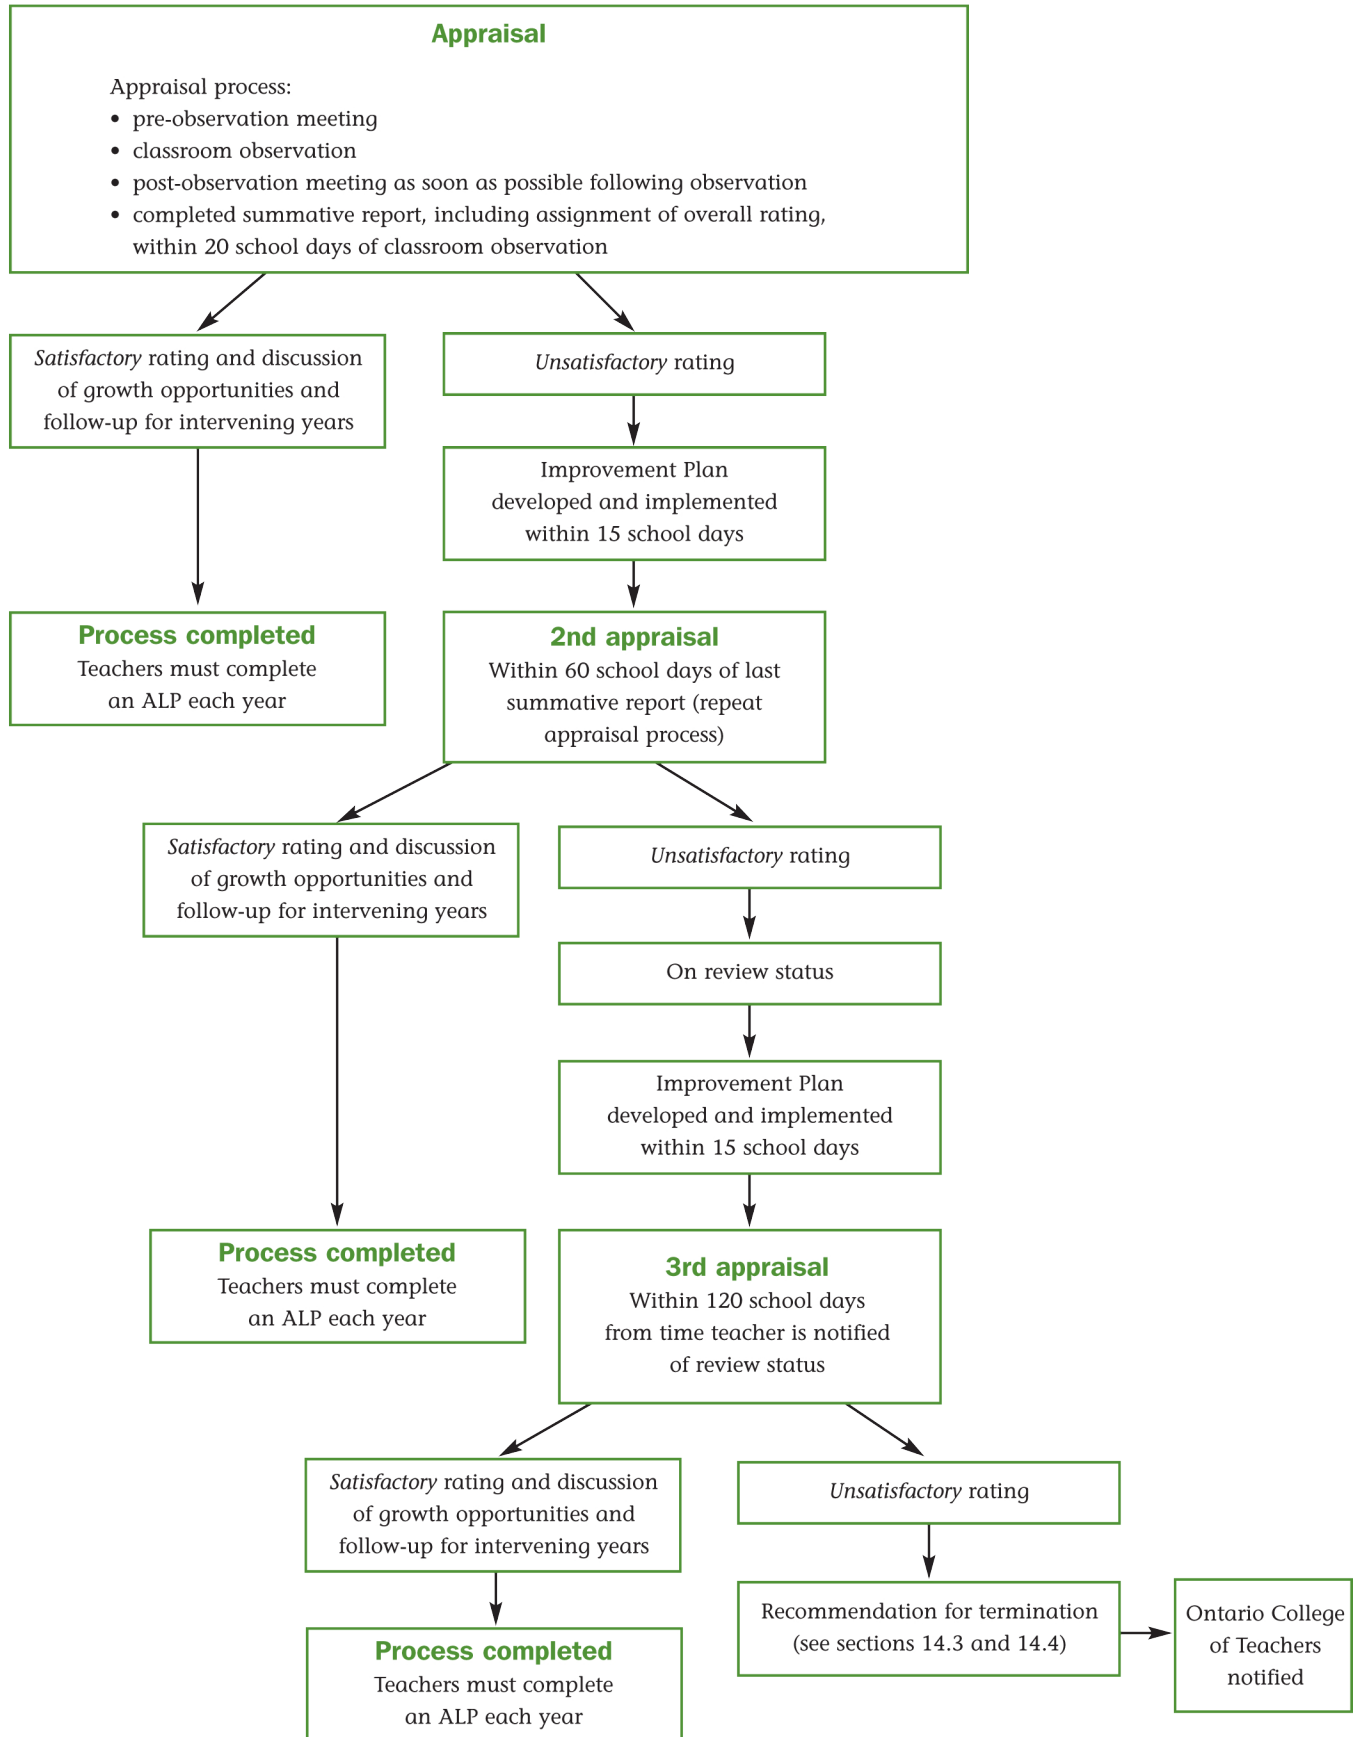 Appraisal
Appraisal process:
• pre-observation meeting
• classroom observation
• post-observation meeting as soon as possible following observation
• completed summative report, including assignment of overall rating,
within 20 school days of classroom observation
Satisfactory rating and discussion
of growth opportunities and
follow-up for intervening years
Unsatisfactory rating
Improvement Plan
developed and implemented
within 15 school days
Process completed
Teachers must complete
an ALP each year
2nd appraisal
Within 60 school days of last
summative report (repeat
appraisal process)
Satisfactory rating and discussion
of growth opportunities and
follow-up for intervening years
Unsatisfactory rating
On review status
Improvement Plan
developed and implemented
within 15 school days
Process completed
Teachers must complete
an ALP each year
3rd appraisal
Within 120 school days
from time teacher is notified
of review status
Satisfactory rating and discussion
of growth opportunities and
follow-up for intervening years
Unsatisfactory rating
Recommendation for termination
(see sections 14.3 and 14.4)
Ontario College
of Teachers
notified
Process completed
Teachers must complete
an ALP each year